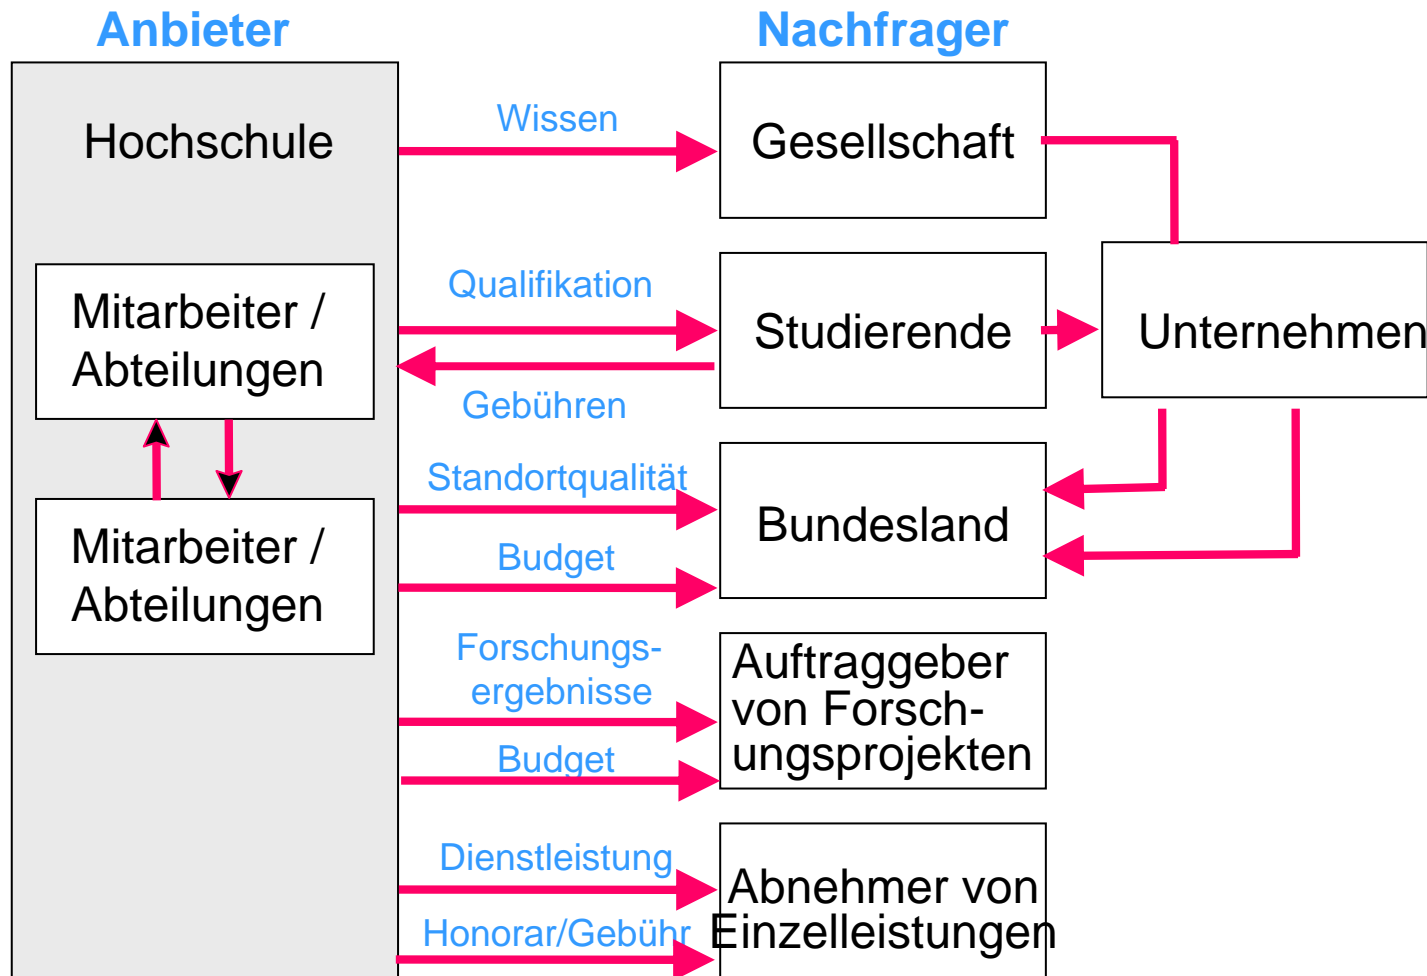 Anbieter
Nachfrager
Hochschule
Wissen
Gesellschaft
Mitarbeiter /
Abteilungen
Qualifikation
Studierende
Unternehmen
Gebühren
Mitarbeiter /
Abteilungen
Standortqualität
Bundesland
Budget
Forschungs-
ergebnisse
Auftraggeber
von Forsch-
ungsprojekten
Budget
Dienstleistung
Abnehmer von
Einzelleistungen
Honorar/Gebühr